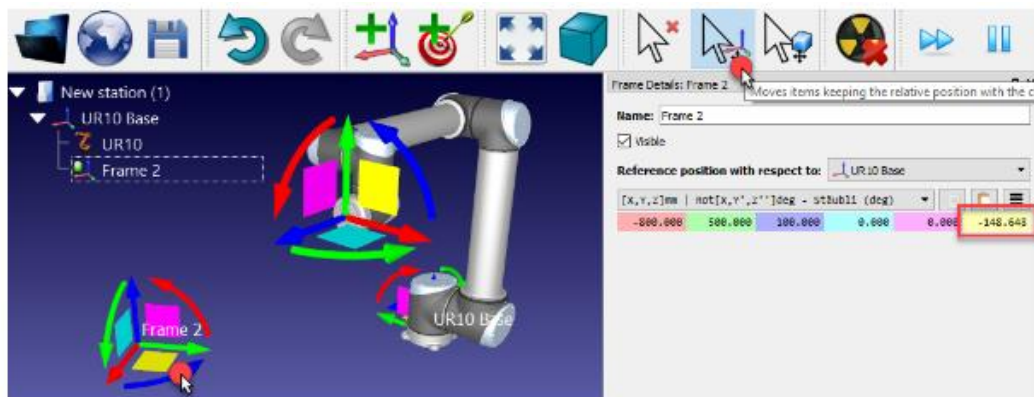 New station (1)
UR10 Base
UR10
Frame 2
Frame 2
UR10 Base
Frame Details: Frame 2
Moves items keeping the relative position with the c
Name: Frame 2
Visible
Reference position with respect to: UR10 Base
[X,Y,Z]mm | Rot[X,Y',Z'']deg - Stäubli (deg)
-800.000 500.000 100.000 0.000 0.000 -148.643